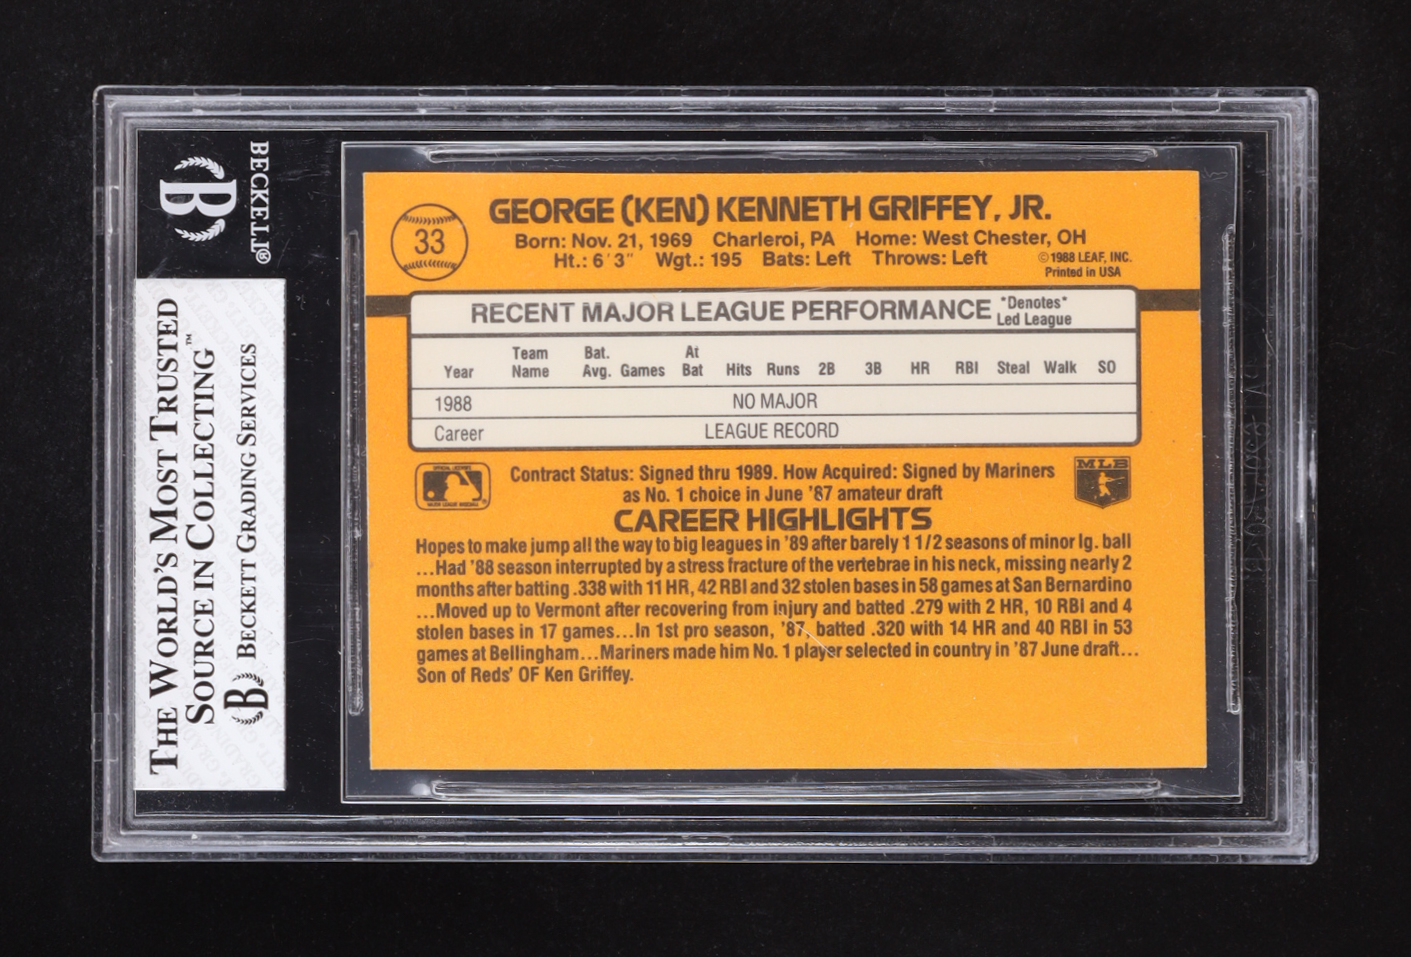 BECKETT®
B
THE WORLD'S MOST TRUSTED
SOURCE IN COLLECTING™
B BECKETT GRADING SERVICES
33
GEORGE (KEN) KENNETH GRIFFEY, JR.
Born: Nov. 21, 1969 Charleroi, PA Home: West Chester, OH
Ht.: 6'3" Wgt.: 195 Bats: Left Throws: Left
©1988 LEAF, INC.
Printed in USA
RECENT MAJOR LEAGUE PERFORMANCE
*Denotes*
Led League
Year Team Name Bat. Avg. Games At Bat Hits Runs 2B 3B HR RBI Steal Walk SO
1988 NO MAJOR
Career LEAGUE RECORD
Contract Status: Signed thru 1989. How Acquired: Signed by Mariners
as No. 1 choice in June '87 amateur draft
MLB
CAREER HIGHLIGHTS
Hopes to make jump all the way to big leagues in '89 after barely 1 1/2 seasons of minor lg. ball
...Had '88 season interrupted by a stress fracture of the vertebrae in his neck, missing nearly 2
months after batting .338 with 11 HR, 42 RBI and 32 stolen bases in 58 games at San Bernardino
...Moved up to Vermont after recovering from injury and batted .279 with 2 HR, 10 RBI and 4
stolen bases in 17 games...In 1st pro season, '87, batted .320 with 14 HR and 40 RBI in 53
games at Bellingham...Mariners made him No. 1 player selected in country in '87 June draft...
Son of Reds' OF Ken Griffey.